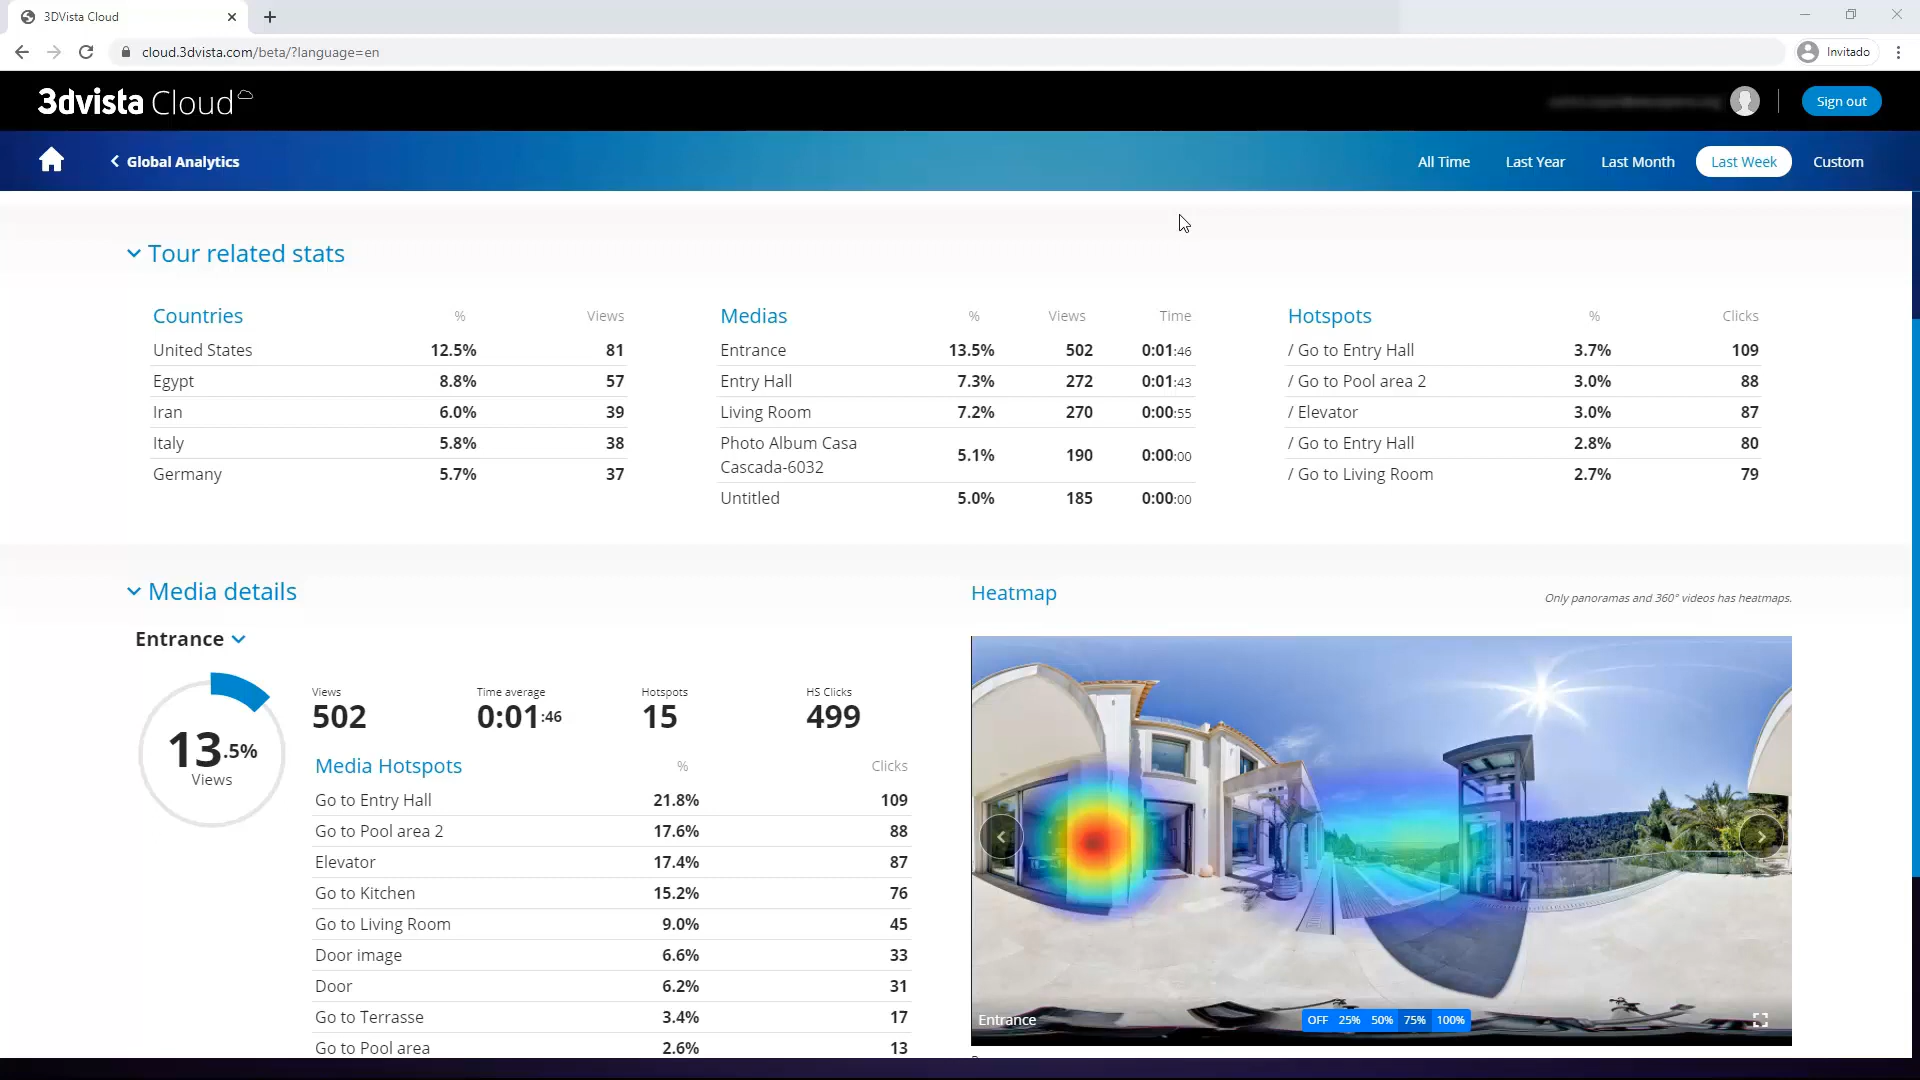 3DVista Cloud
cloud.3dvista.com/beta/?language=en
Invitado
3dvista Cloud
Sign out
Global Analytics
All Time Last Year Last Month Last Week Custom
Tour related stats
Countries % Views
United States 12.5% 81
Egypt 8.8% 57
Iran 6.0% 39
Italy 5.8% 38
Germany 5.7% 37
Medias % Views Time
Entrance 13.5% 502 0:01:46
Entry Hall 7.3% 272 0:01:43
Living Room 7.2% 270 0:00:55
Photo Album Casa
Cascada-6032 5.1% 190 0:00:00
Untitled 5.0% 185 0:00:00
Hotspots % Clicks
/ Go to Entry Hall 3.7% 109
/ Go to Pool area 2 3.0% 88
/ Elevator 3.0% 87
/ Go to Entry Hall 2.8% 80
/ Go to Living Room 2.7% 79
Media details
Entrance
13.5%
Views
Views Time average Hotspots HS Clicks
502 0:01:46 15 499
Media Hotspots % Clicks
Go to Entry Hall 21.8% 109
Go to Pool area 2 17.6% 88
Elevator 17.4% 87
Go to Kitchen 15.2% 76
Go to Living Room 9.0% 45
Door image 6.6% 33
Door 6.2% 31
Go to Terrasse 3.4% 17
Go to Pool area 2.6% 13
Heatmap
Only panoramas and 360° videos has heatmaps.
Entrance
OFF 25% 50% 75% 100%